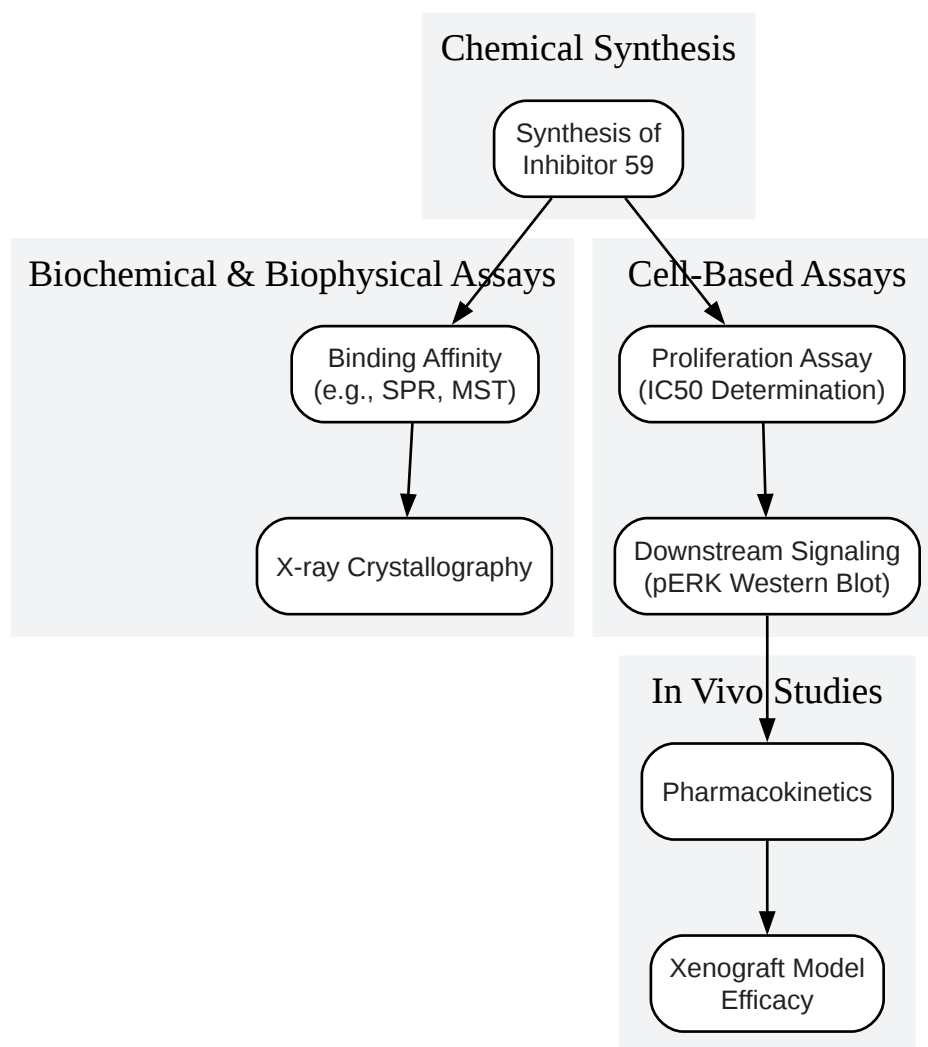 Chemical Synthesis
Synthesis of
Inhibitor 59
Biochemical & Biophysical Assays
Binding Affinity
(e.g., SPR, MST)
X-ray Crystallography
Cell-Based Assays
Proliferation Assay
(IC50 Determination)
Downstream Signaling
(pERK Western Blot)
In Vivo Studies
Pharmacokinetics
Xenograft Model
Efficacy